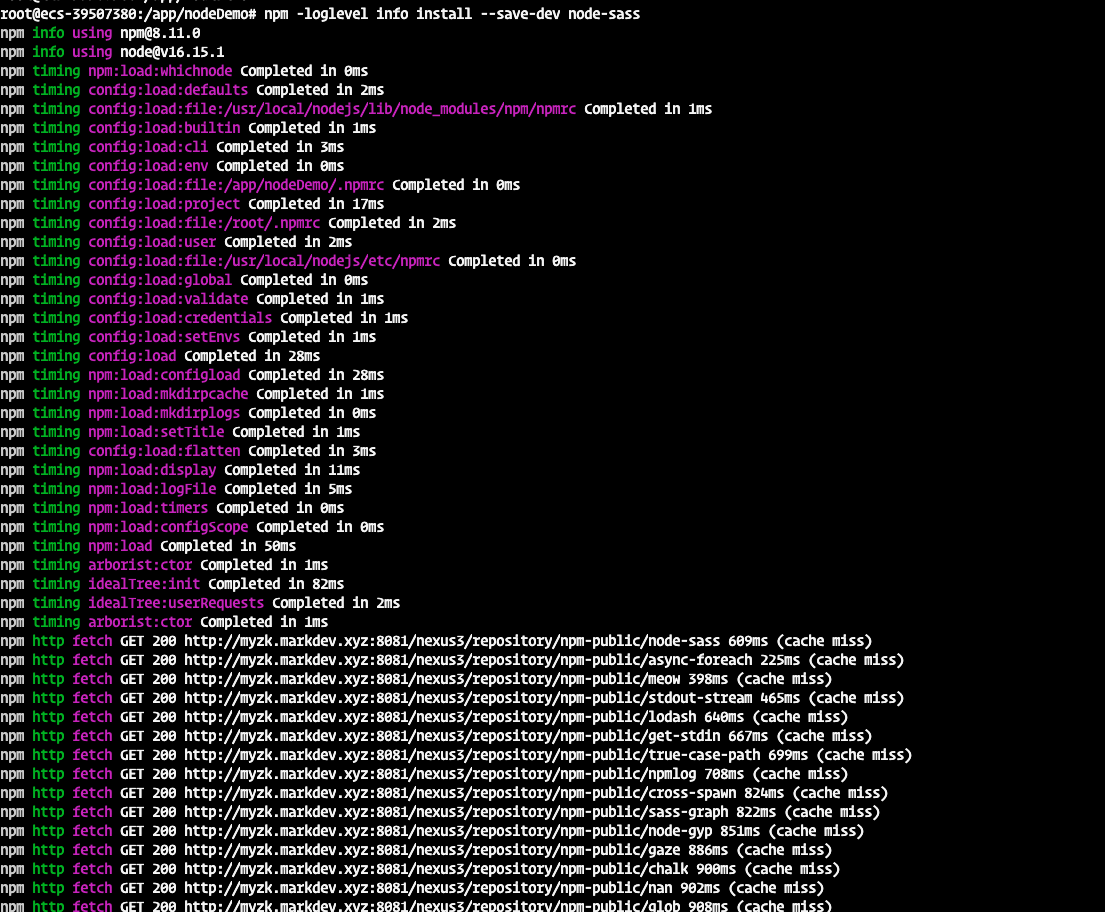 root@ecs-39507380:/app/nodeDemo# npm -loglevel info install --save-dev node-sass
npm info using npm@8.11.0
npm info using node@v16.15.1
npm timing npm:load:whichnode Completed in 0ms
npm timing config:load:defaults Completed in 2ms
npm timing config:load:file:/usr/local/nodejs/lib/node_modules/npm/npmrc Completed in 1ms
npm timing config:load:builtin Completed in 1ms
npm timing config:load:cli Completed in 3ms
npm timing config:load:env Completed in 0ms
npm timing config:load:file:/app/nodeDemo/.npmrc Completed in 0ms
npm timing config:load:project Completed in 17ms
npm timing config:load:file:/root/.npmrc Completed in 2ms
npm timing config:load:user Completed in 2ms
npm timing config:load:file:/usr/local/nodejs/etc/npmrc Completed in 0ms
npm timing config:load:global Completed in 0ms
npm timing config:load:validate Completed in 1ms
npm timing config:load:credentials Completed in 1ms
npm timing config:load:setEnvs Completed in 1ms
npm timing config:load Completed in 28ms
npm timing npm:load:configload Completed in 28ms
npm timing npm:load:mkdirpcache Completed in 1ms
npm timing npm:load:mkdirplogs Completed in 0ms
npm timing npm:load:setTitle Completed in 1ms
npm timing config:load:flatten Completed in 3ms
npm timing npm:load:display Completed in 11ms
npm timing npm:load:logFile Completed in 5ms
npm timing npm:load:timers Completed in 0ms
npm timing npm:load:configScope Completed in 0ms
npm timing npm:load Completed in 50ms
npm timing arborist:ctor Completed in 1ms
npm timing idealTree:init Completed in 82ms
npm timing idealTree:userRequests Completed in 2ms
npm timing arborist:ctor Completed in 1ms
npm http fetch GET 200 http://myzk.markdev.xyz:8081/nexus3/repository/npm-public/node-sass 609ms (cache miss)
npm http fetch GET 200 http://myzk.markdev.xyz:8081/nexus3/repository/npm-public/async-foreach 225ms (cache miss)
npm http fetch GET 200 http://myzk.markdev.xyz:8081/nexus3/repository/npm-public/meow 398ms (cache miss)
npm http fetch GET 200 http://myzk.markdev.xyz:8081/nexus3/repository/npm-public/stdout-stream 465ms (cache miss)
npm http fetch GET 200 http://myzk.markdev.xyz:8081/nexus3/repository/npm-public/lodash 640ms (cache miss)
npm http fetch GET 200 http://myzk.markdev.xyz:8081/nexus3/repository/npm-public/get-stdin 667ms (cache miss)
npm http fetch GET 200 http://myzk.markdev.xyz:8081/nexus3/repository/npm-public/true-case-path 699ms (cache miss)
npm http fetch GET 200 http://myzk.markdev.xyz:8081/nexus3/repository/npm-public/npmlog 708ms (cache miss)
npm http fetch GET 200 http://myzk.markdev.xyz:8081/nexus3/repository/npm-public/cross-spawn 824ms (cache miss)
npm http fetch GET 200 http://myzk.markdev.xyz:8081/nexus3/repository/npm-public/sass-graph 822ms (cache miss)
npm http fetch GET 200 http://myzk.markdev.xyz:8081/nexus3/repository/npm-public/node-gyp 851ms (cache miss)
npm http fetch GET 200 http://myzk.markdev.xyz:8081/nexus3/repository/npm-public/gaze 886ms (cache miss)
npm http fetch GET 200 http://myzk.markdev.xyz:8081/nexus3/repository/npm-public/chalk 900ms (cache miss)
npm http fetch GET 200 http://myzk.markdev.xyz:8081/nexus3/repository/npm-public/nan 902ms (cache miss)
npm http fetch GET 200 http://myzk.markdev.xyz:8081/nexus3/repository/npm-public/glob 908ms (cache miss)